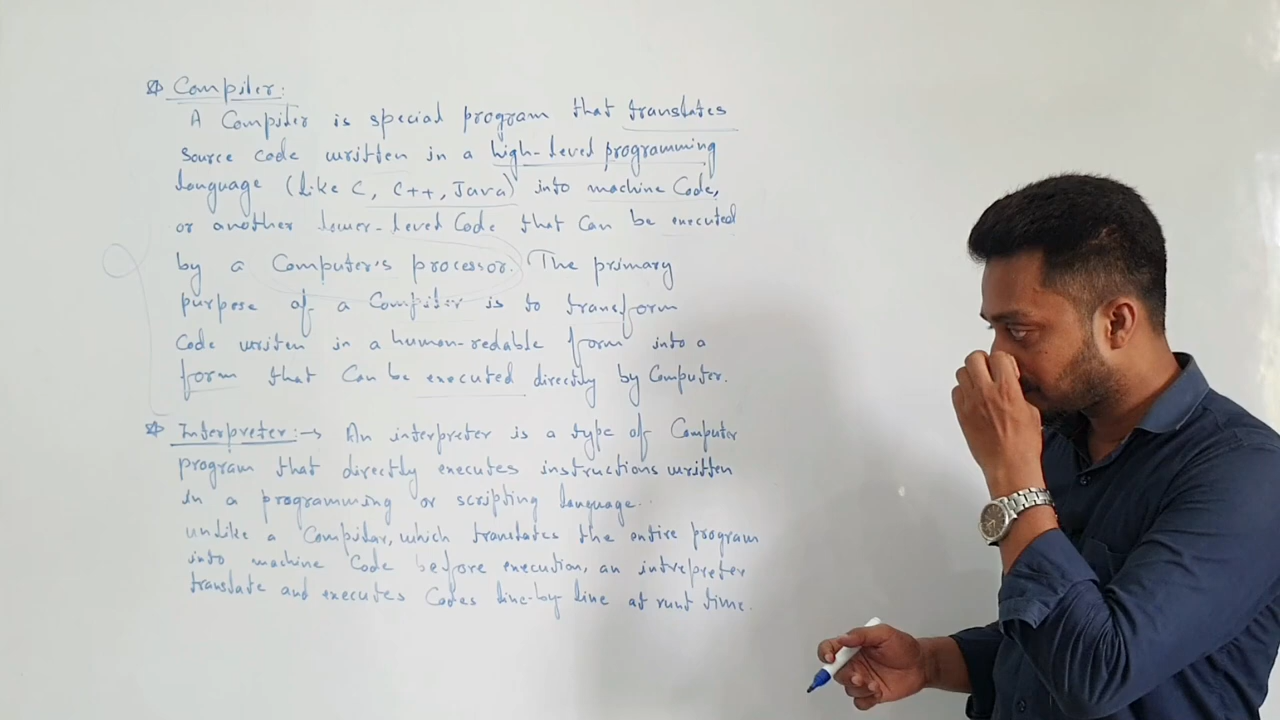 Compiler:
A Compiler is special program that translates
source code written in a high-level programming
language (like C, C++, Java) into machine Code,
or another lower-level Code that can be executed
by a Computer's processor. The primary
purpose of a Compiler is to transform
Code written in a human-redable form into a
form that Can be executed directly by Computer.
Interpreter:→ An interpreter is a type of Computer
program that directly executes instructions written
in a programming or scripting language.
unlike a Compilar, which translates the entire program
into machine Code before execution, an intrepreter
translate and executes Codes line-by line at runt time.